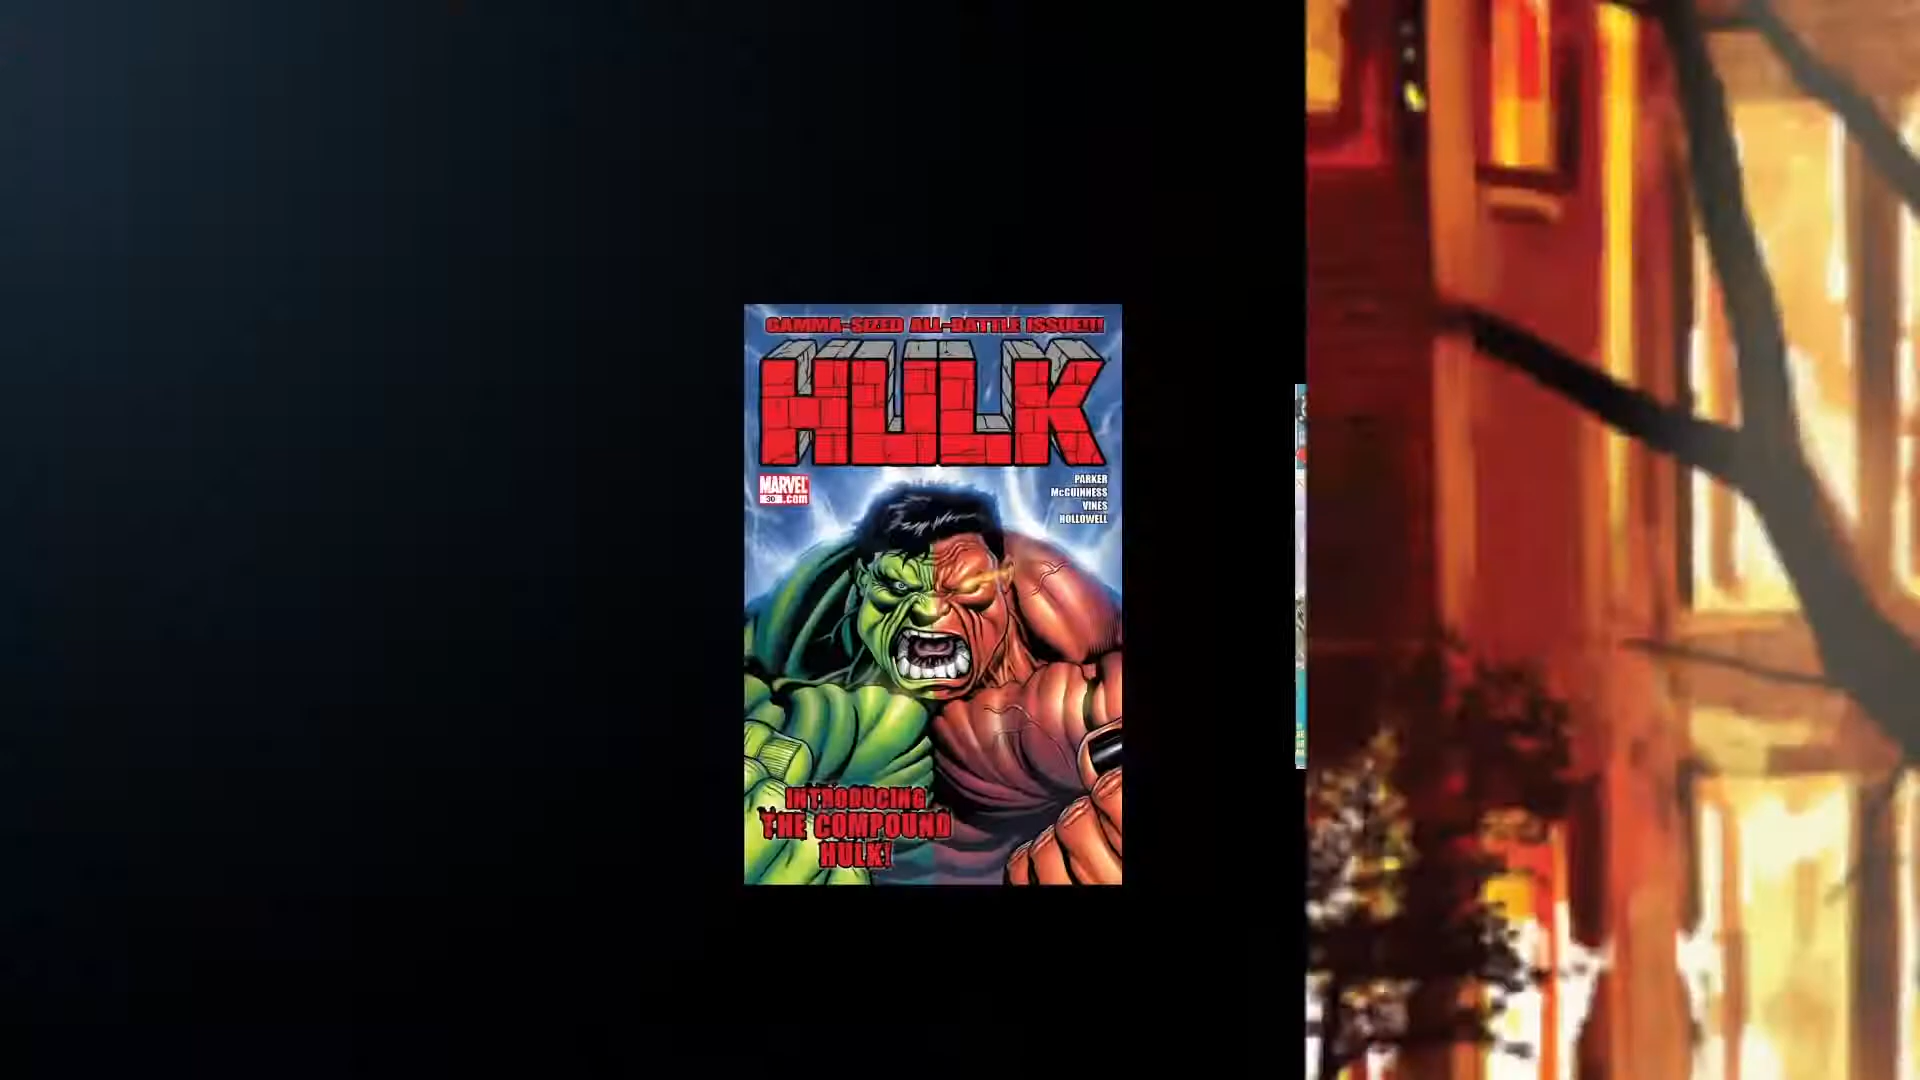 GAMMA-SIZED ALL-BATTLE ISSUE!!!
HULK
MARVEL
30 .com
PARKER
McGUINNESS
VINES
HOLLOWELL
INTRODUCING
THE COMPOUND
HULK!